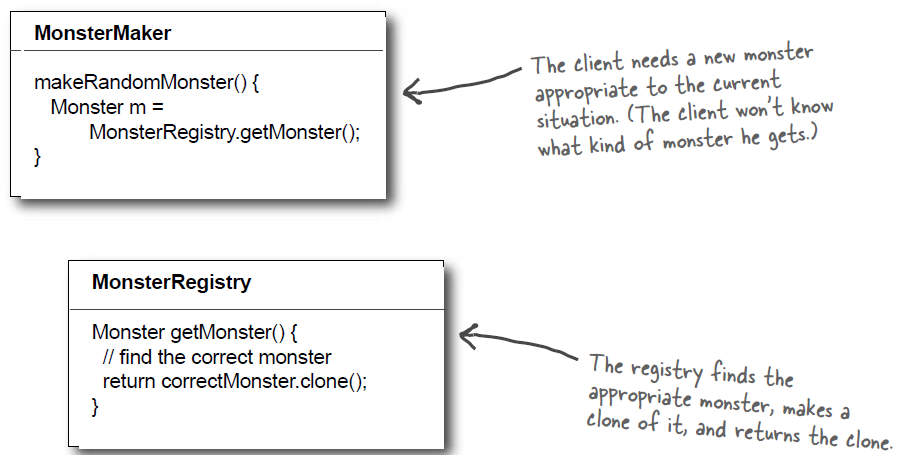 MonsterMaker
makeRandomMonster() {
Monster m =
MonsterRegistry.getMonster();
}
The client needs a new monster
appropriate to the current
situation. (The client won't know
what kind of monster he gets.)
MonsterRegistry
Monster getMonster() {
// find the correct monster
return correctMonster.clone();
}
The registry finds the
appropriate monster, makes a
clone of it, and returns the clone.